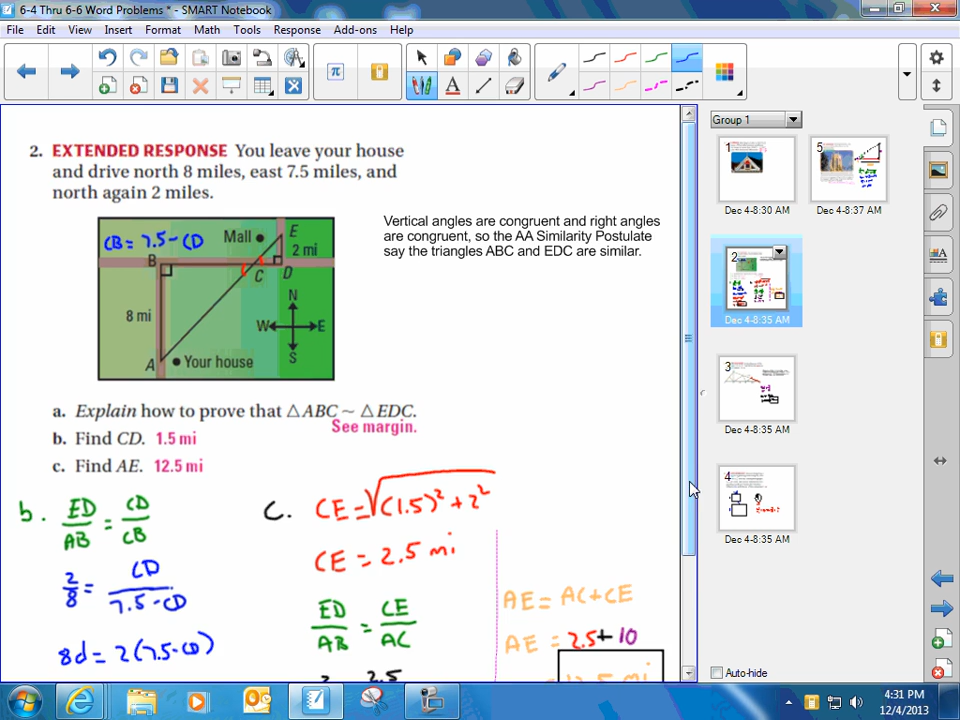 6-4 Thru 6-6 Word Problems * - SMART Notebook
File Edit View Insert Format Math Tools Response Add-ons Help
2. EXTENDED RESPONSE You leave your house
and drive north 8 miles, east 7.5 miles, and
north again 2 miles.
CB = 7.5 - CD
Mall
E
2 mi
B
C
D
8 mi
N
W
E
S
A
Your house
Vertical angles are congruent and right angles
are congruent, so the AA Similarity Postulate
say the triangles ABC and EDC are similar.
a. Explain how to prove that △ABC ~ △EDC.
See margin.
b. Find CD. 1.5 mi
c. Find AE. 12.5 mi
b. ED/AB = CD/CB
2/8 = CD/7.5-CD
8d = 2(7.5-CD)
c. CE = √(1.5)² + 2²
CE = 2.5 mi
ED/AB = CE/AC
2.5
AE = AC + CE
AE = 2.5 + 10
Group 1
1
Dec 4-8:30 AM
5
Dec 4-8:37 AM
2
Dec 4-8:35 AM
3
Dec 4-8:35 AM
4
Dec 4-8:35 AM
Auto-hide
4:31 PM
12/4/2013